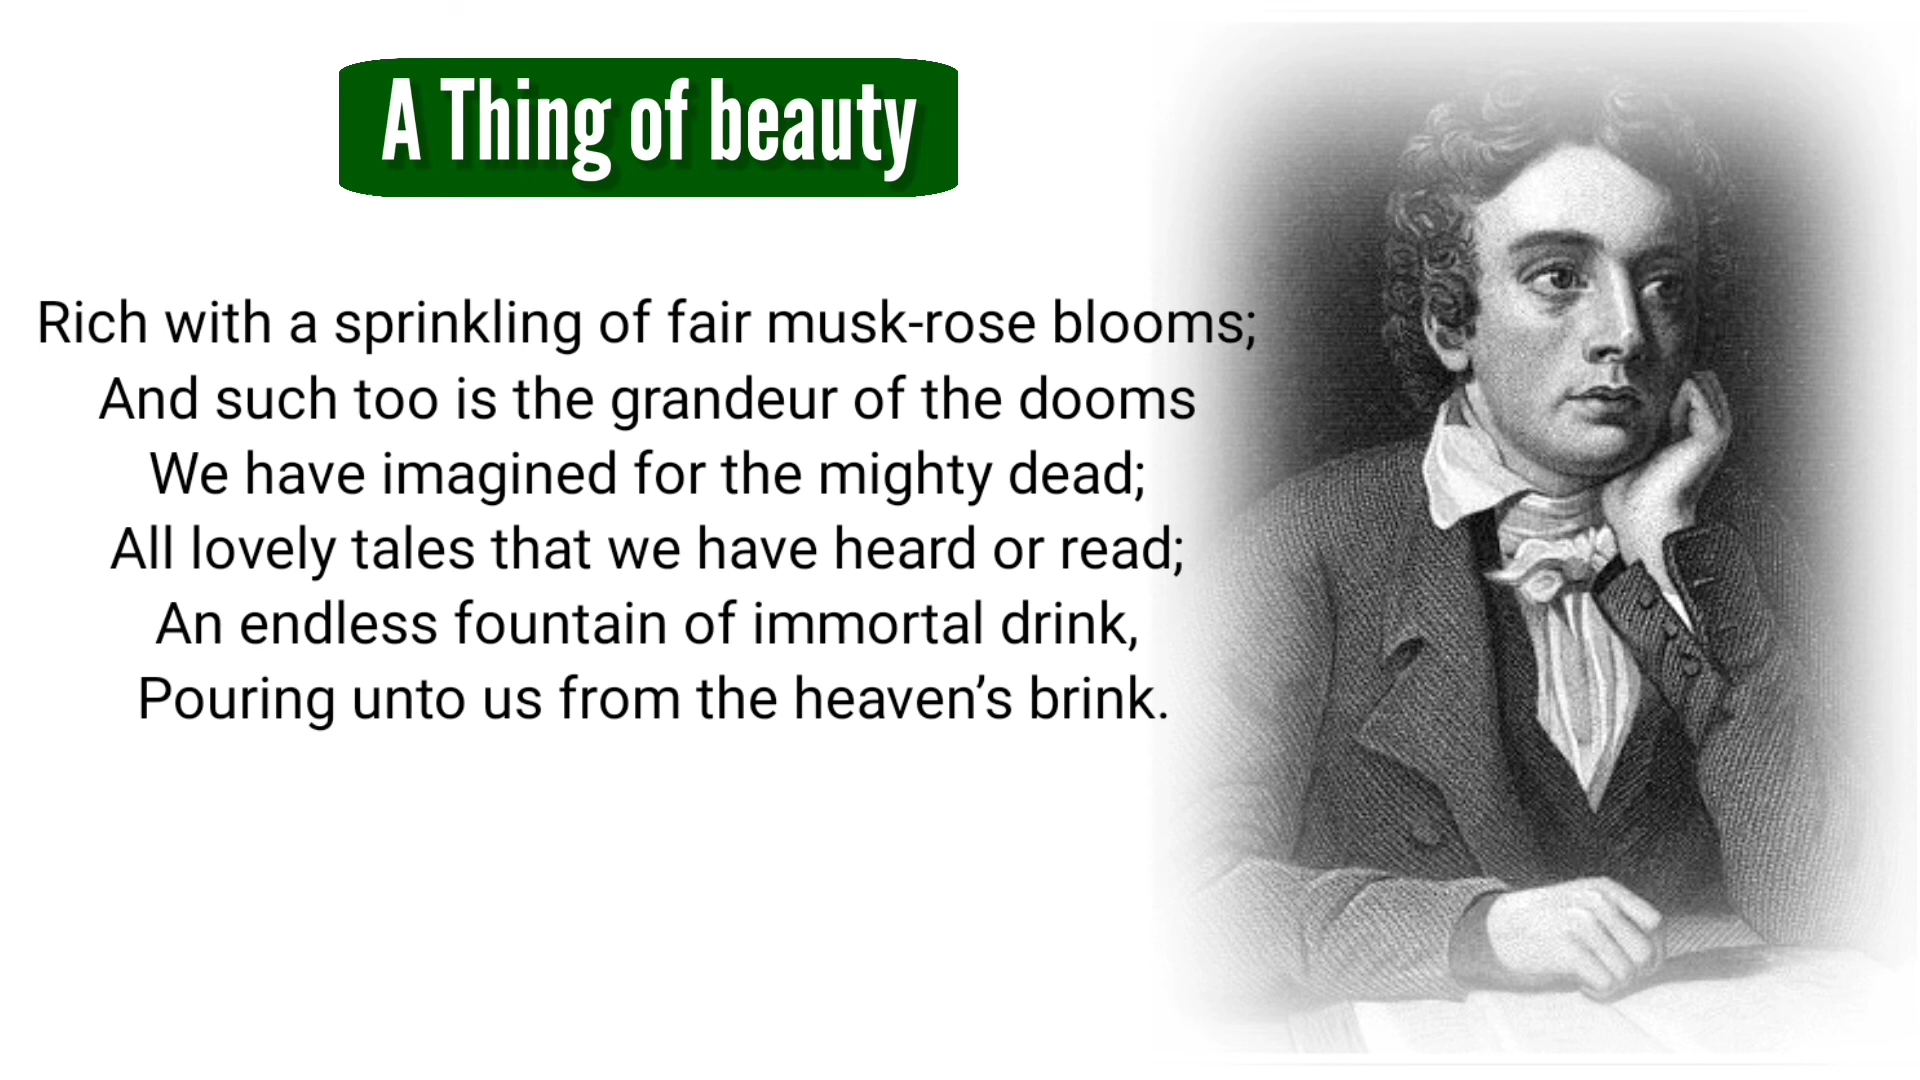 A Thing of beauty
Rich with a sprinkling of fair musk-rose blooms;
And such too is the grandeur of the dooms
We have imagined for the mighty dead;
All lovely tales that we have heard or read;
An endless fountain of immortal drink,
Pouring unto us from the heaven’s brink.